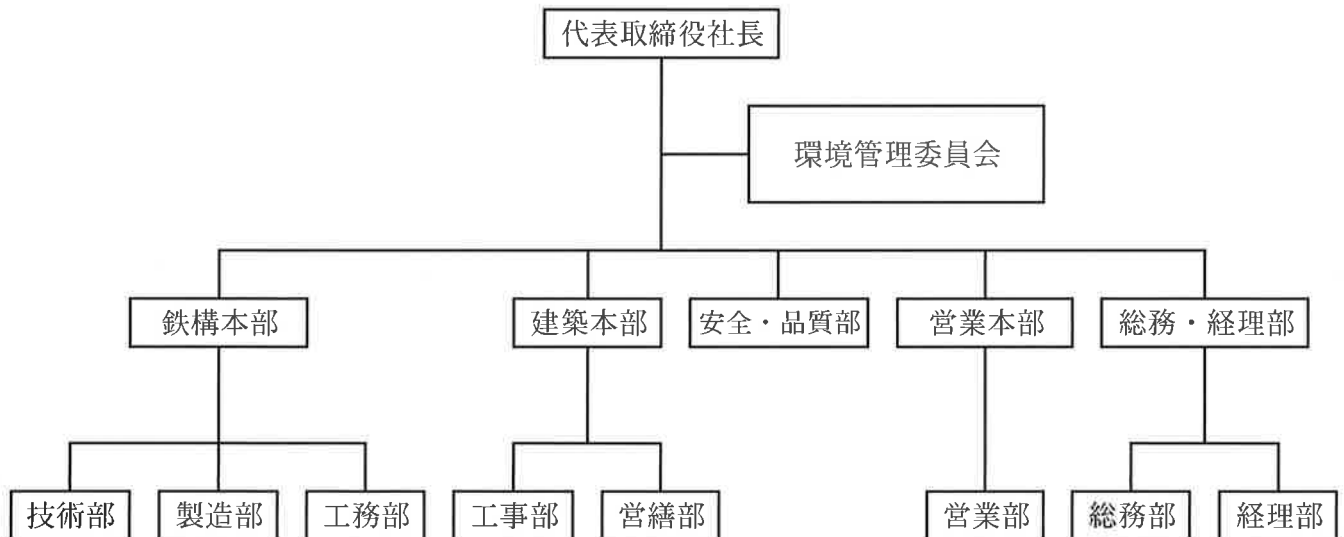 代表取締役社長
環境管理委員会
鉄構本部
建築本部
安全・品質部
営業本部
総務・経理部
技術部
製造部
工務部
工事部
営繕部
営業部
総務部
経理部